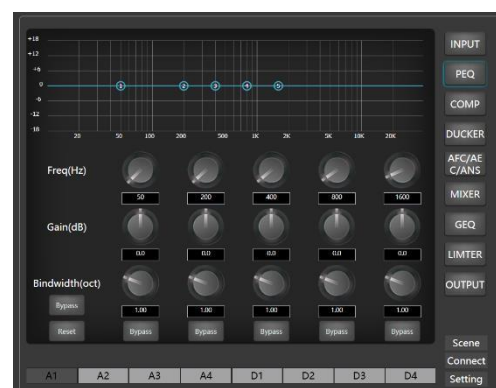 +18
+12
+6
0
-6
-12
-18
1 2 3 4 5
20 50 100 200 500 1K 2K 5K 10K 20K
Freq(Hz)
50 200 400 800 1600
Gain(dB)
0.0 0.0 0.0 0.0 0.0
Bindwidth(oct)
1.00 1.00 1.00 1.00 1.00
Bypass
Reset Bypass Bypass Bypass Bypass Bypass
A1 A2 A3 A4 D1 D2 D3 D4
INPUT
PEQ
COMP
DUCKER
AFC/AE
C/ANS
MIXER
GEQ
LIMTER
OUTPUT
Scene
Connect
Setting